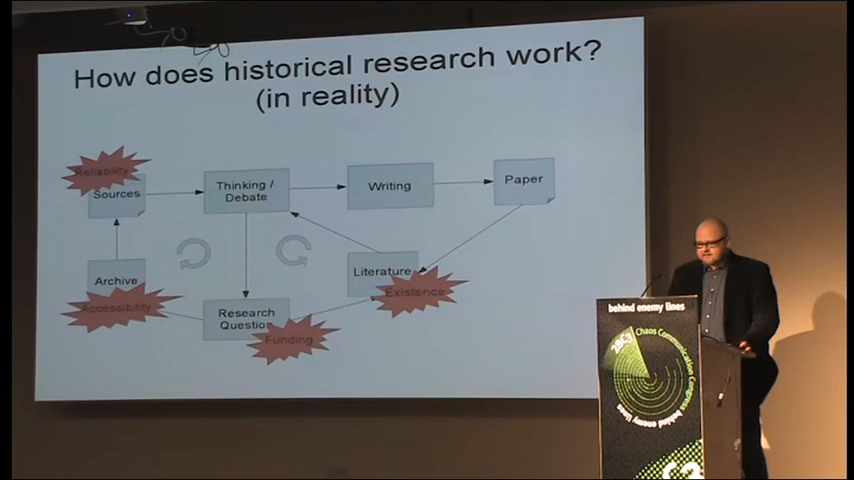 How does historical research work?
(in reality)
Reliability
Sources
Thinking /
Debate
Writing
Paper
Archive
Accessibility
Research
Question
Funding
Literature
Existence
behind enemy lines
28C3 Chaos Communication Congress behind enemy lines